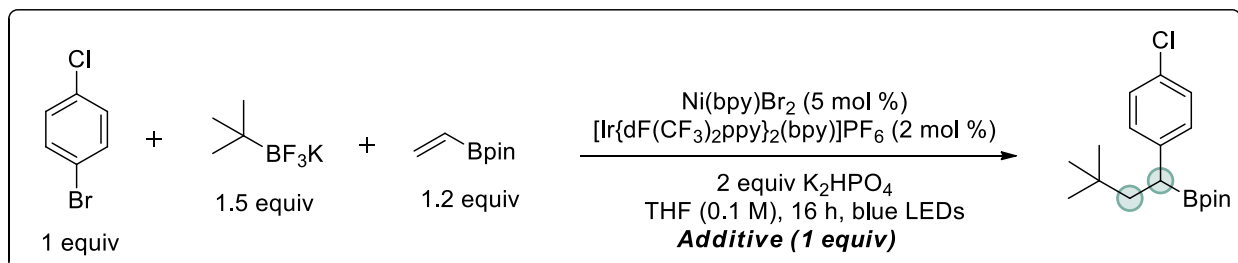 Cl
Br
1 equiv
+
BF3K
1.5 equiv
+
Bpin
1.2 equiv
Ni(bpy)Br2 (5 mol %)
[Ir{dF(CF3)2ppy}2(bpy)]PF6 (2 mol %)
2 equiv K2HPO4
THF (0.1 M), 16 h, blue LEDs
Additive (1 equiv)
Cl
Bpin